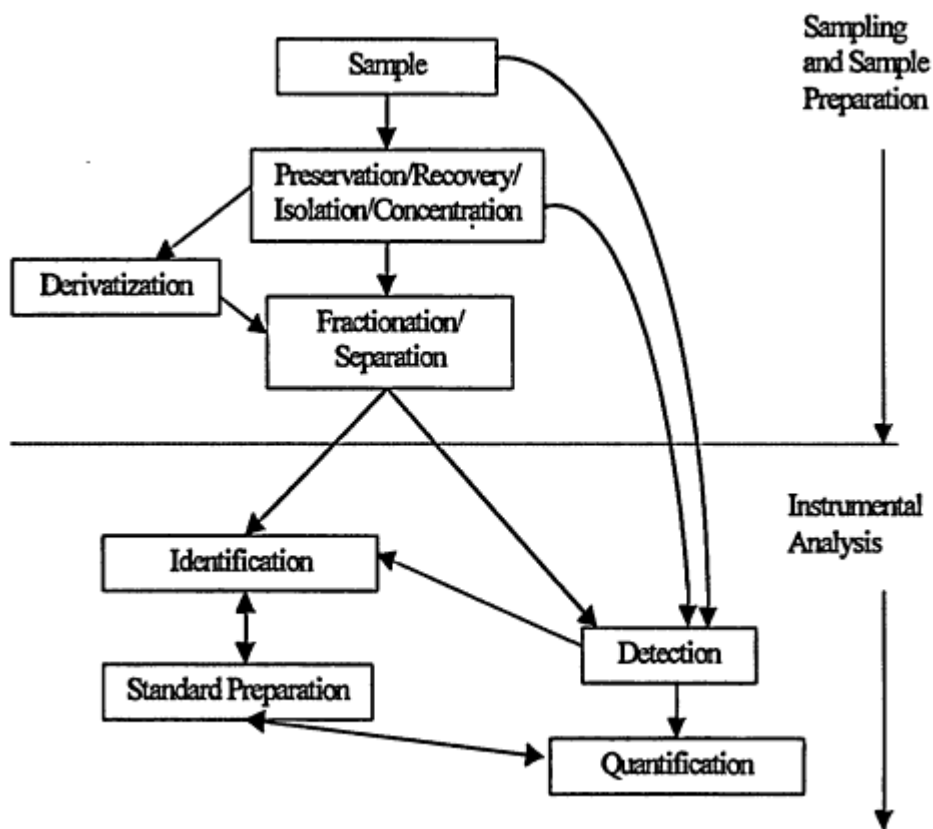 Sampling
and Sample
Preparation
Sample
Preservation/Recovery/
Isolation/Concentration
Derivatization
Fractionation/
Separation
Instrumental
Analysis
Identification
Detection
Standard Preparation
Quantification